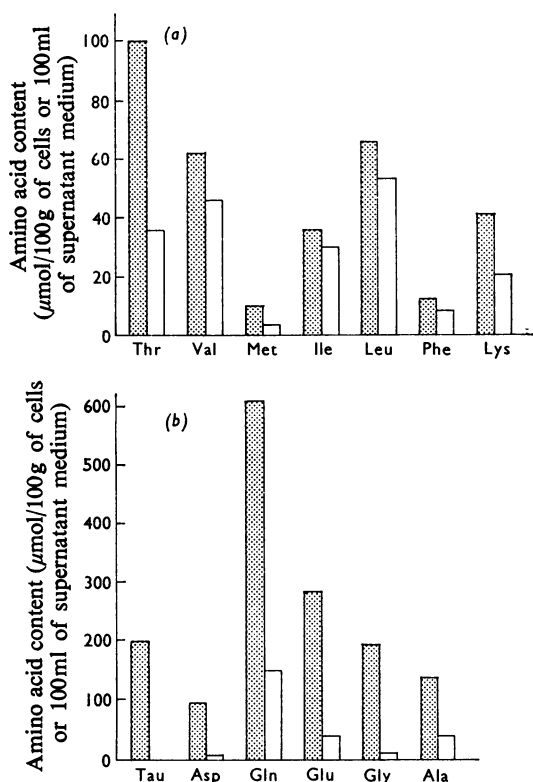 (a)
Amino acid content
(µmol/100g of cells or 100ml
of supernatant medium)
100
80
60
40
20
0
Thr Val Met Ile Leu Phe Lys
(b)
Amino acid content (µmol/100g of cells
or 100ml of supernatant medium)
600
500
400
300
200
100
0
Tau Asp Gln Glu Gly Ala